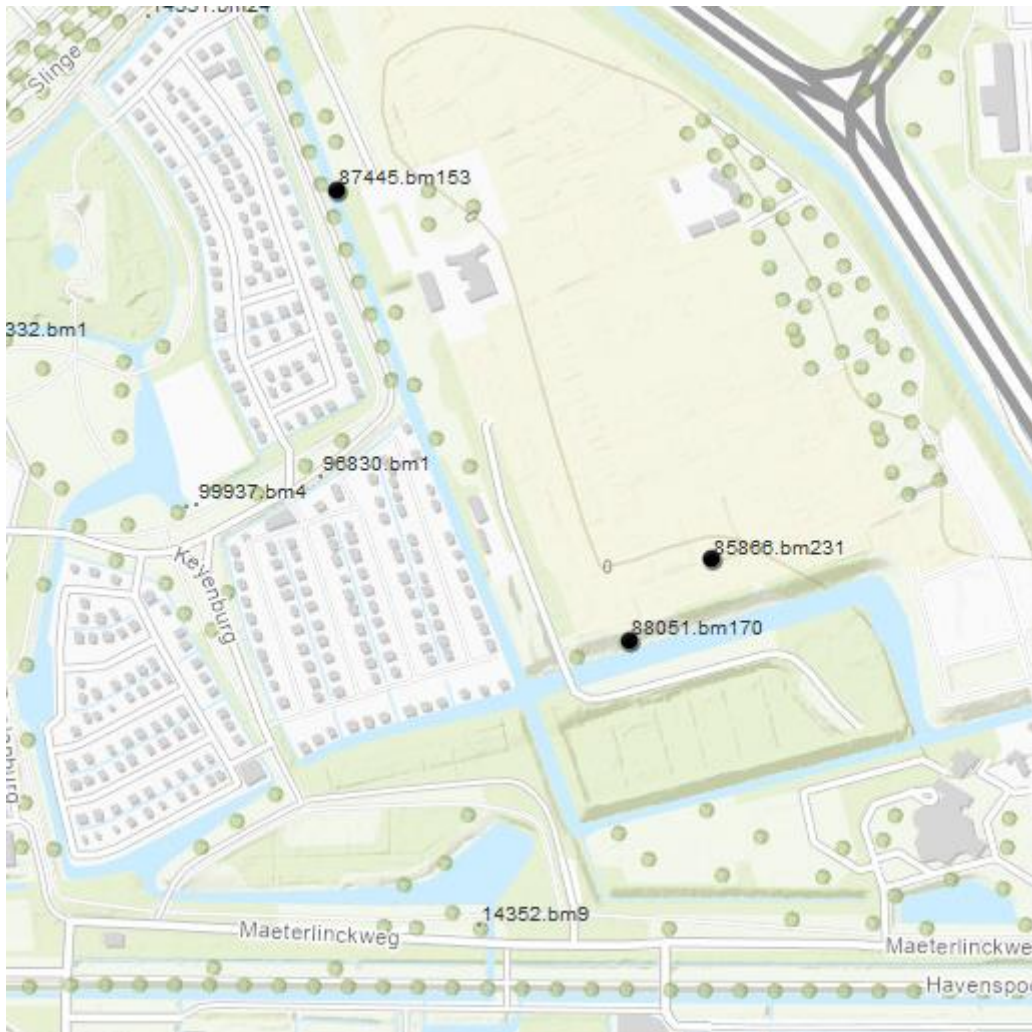 Slinge
87445.bm153
332.bm1
96830.bm1
99937.bm4
85866.bm231
Keyenburg
88051.bm170
0
14352.bm9
Maeterlinckweg
Maeterlinckwe
Havenspo